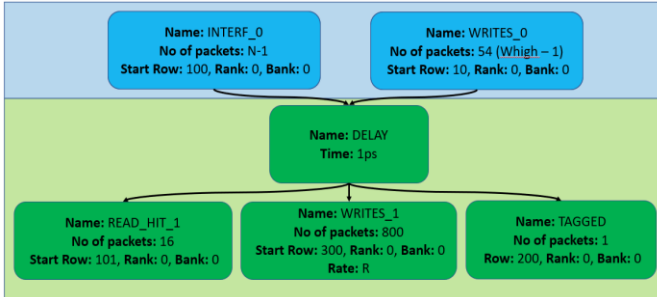 Name: INTERF_0
No of packets: N-1
Start Row: 100, Rank: 0, Bank: 0
Name: WRITES_0
No of packets: 54 (Whigh – 1)
Start Row: 10, Rank: 0, Bank: 0
Name: DELAY
Time: 1ps
Name: READ_HIT_1
No of packets: 16
Start Row: 101, Rank: 0, Bank: 0
Name: WRITES_1
No of packets: 800
Start Row: 300, Rank: 0, Bank: 0
Rate: R
Name: TAGGED
No of packets: 1
Row: 200, Rank: 0, Bank: 0